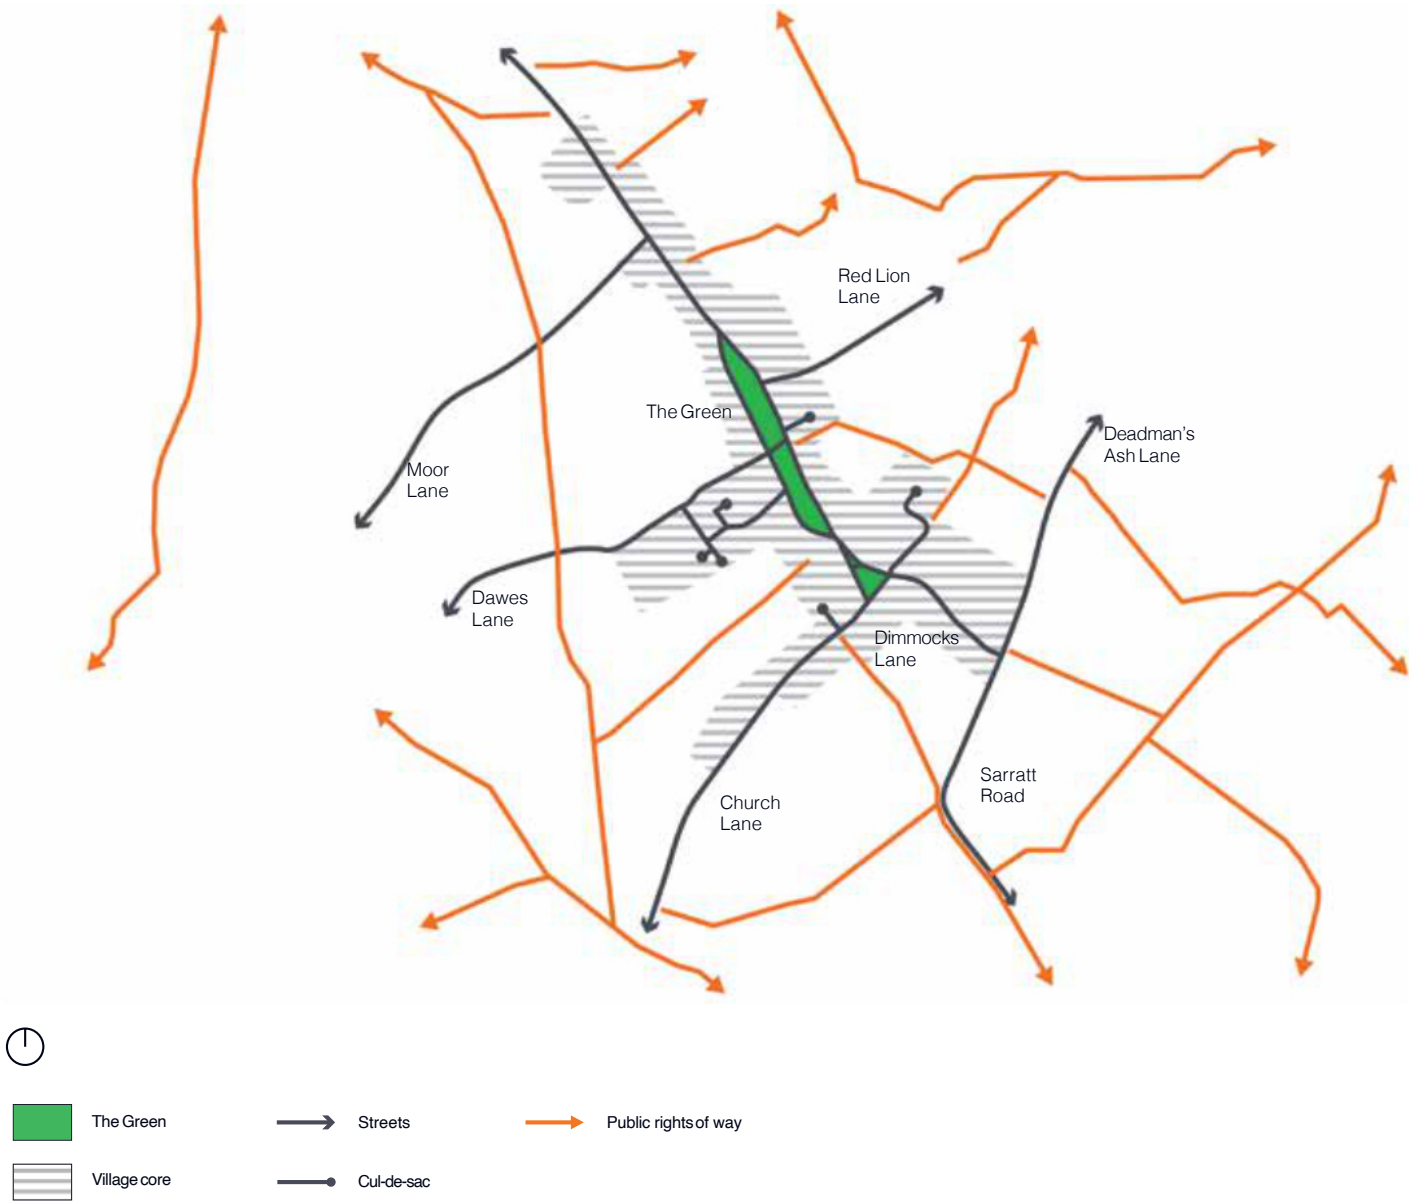 Red Lion
Lane
The Green
Deadman's
Ash Lane
Moor
Lane
Dawes
Lane
Dimmocks
Lane
Sarratt
Road
Church
Lane
The Green
Streets
Public rights of way
Village core
Cul-de-sac